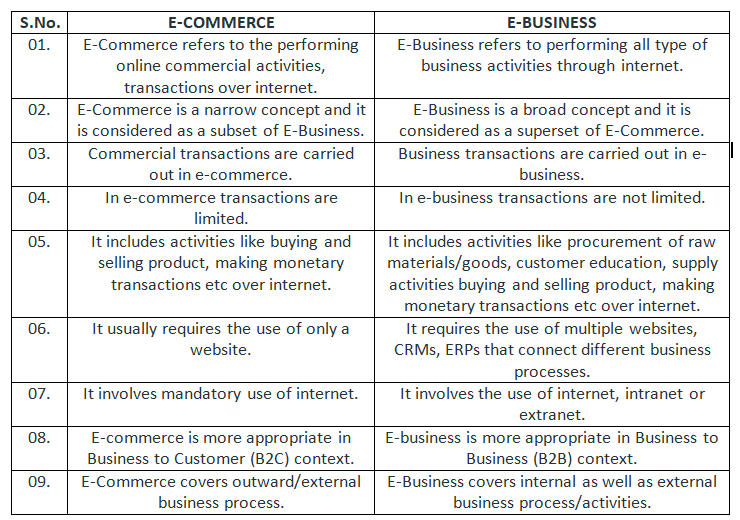 S.No. E-COMMERCE E-BUSINESS
01. E-Commerce refers to the performing online commercial activities, transactions over internet. E-Business refers to performing all type of business activities through internet.
02. E-Commerce is a narrow concept and it is considered as a subset of E-Business. E-Business is a broad concept and it is considered as a superset of E-Commerce.
03. Commercial transactions are carried out in e-commerce. Business transactions are carried out in e-business.
04. In e-commerce transactions are limited. In e-business transactions are not limited.
05. It includes activities like buying and selling product, making monetary transactions etc over internet. It includes activities like procurement of raw materials/goods, customer education, supply activities buying and selling product, making monetary transactions etc over internet.
06. It usually requires the use of only a website. It requires the use of multiple websites, CRMs, ERPs that connect different business processes.
07. It involves mandatory use of internet. It involves the use of internet, intranet or extranet.
08. E-commerce is more appropriate in Business to Customer (B2C) context. E-business is more appropriate in Business to Business (B2B) context.
09. E-Commerce covers outward/external business process. E-Business covers internal as well as external business process/activities.